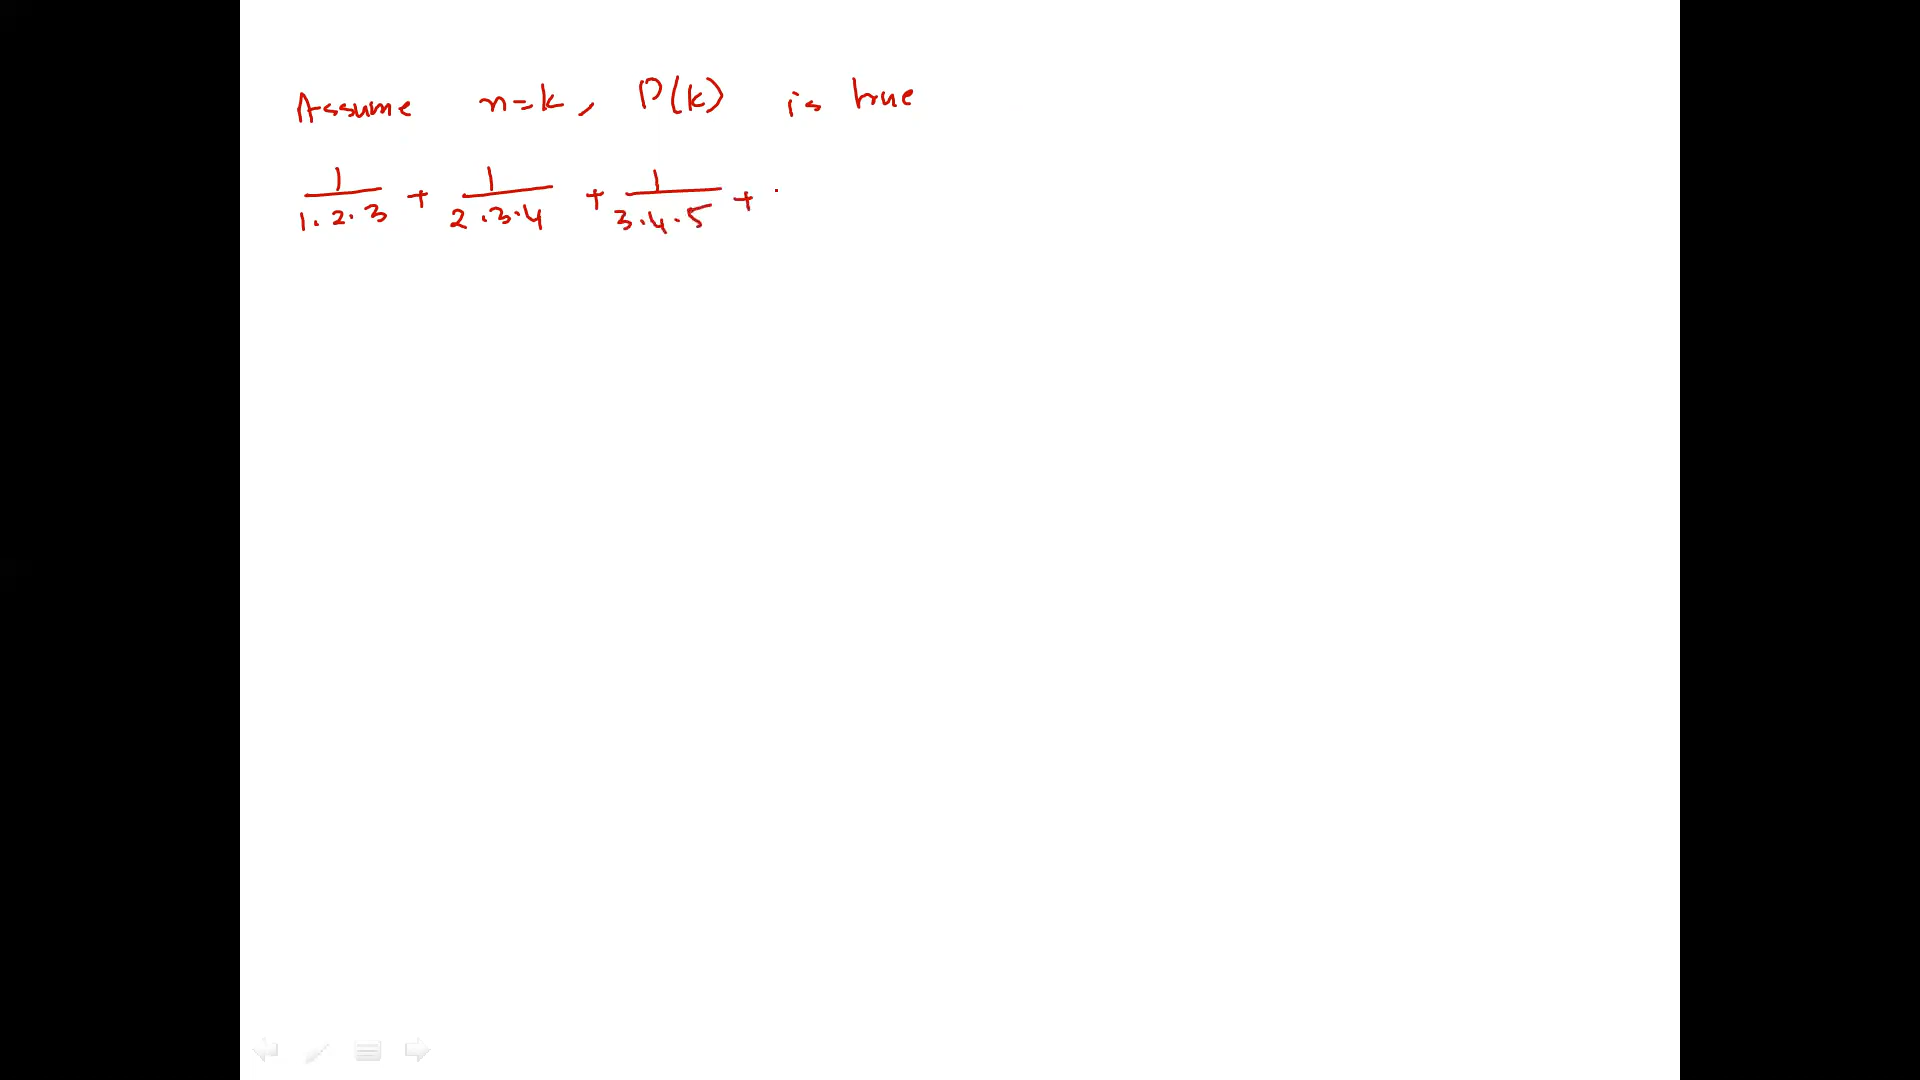 Assume n=k, P(k) is true
1/1·2·3 + 1/2·3·4 + 1/3·4·5 + ·